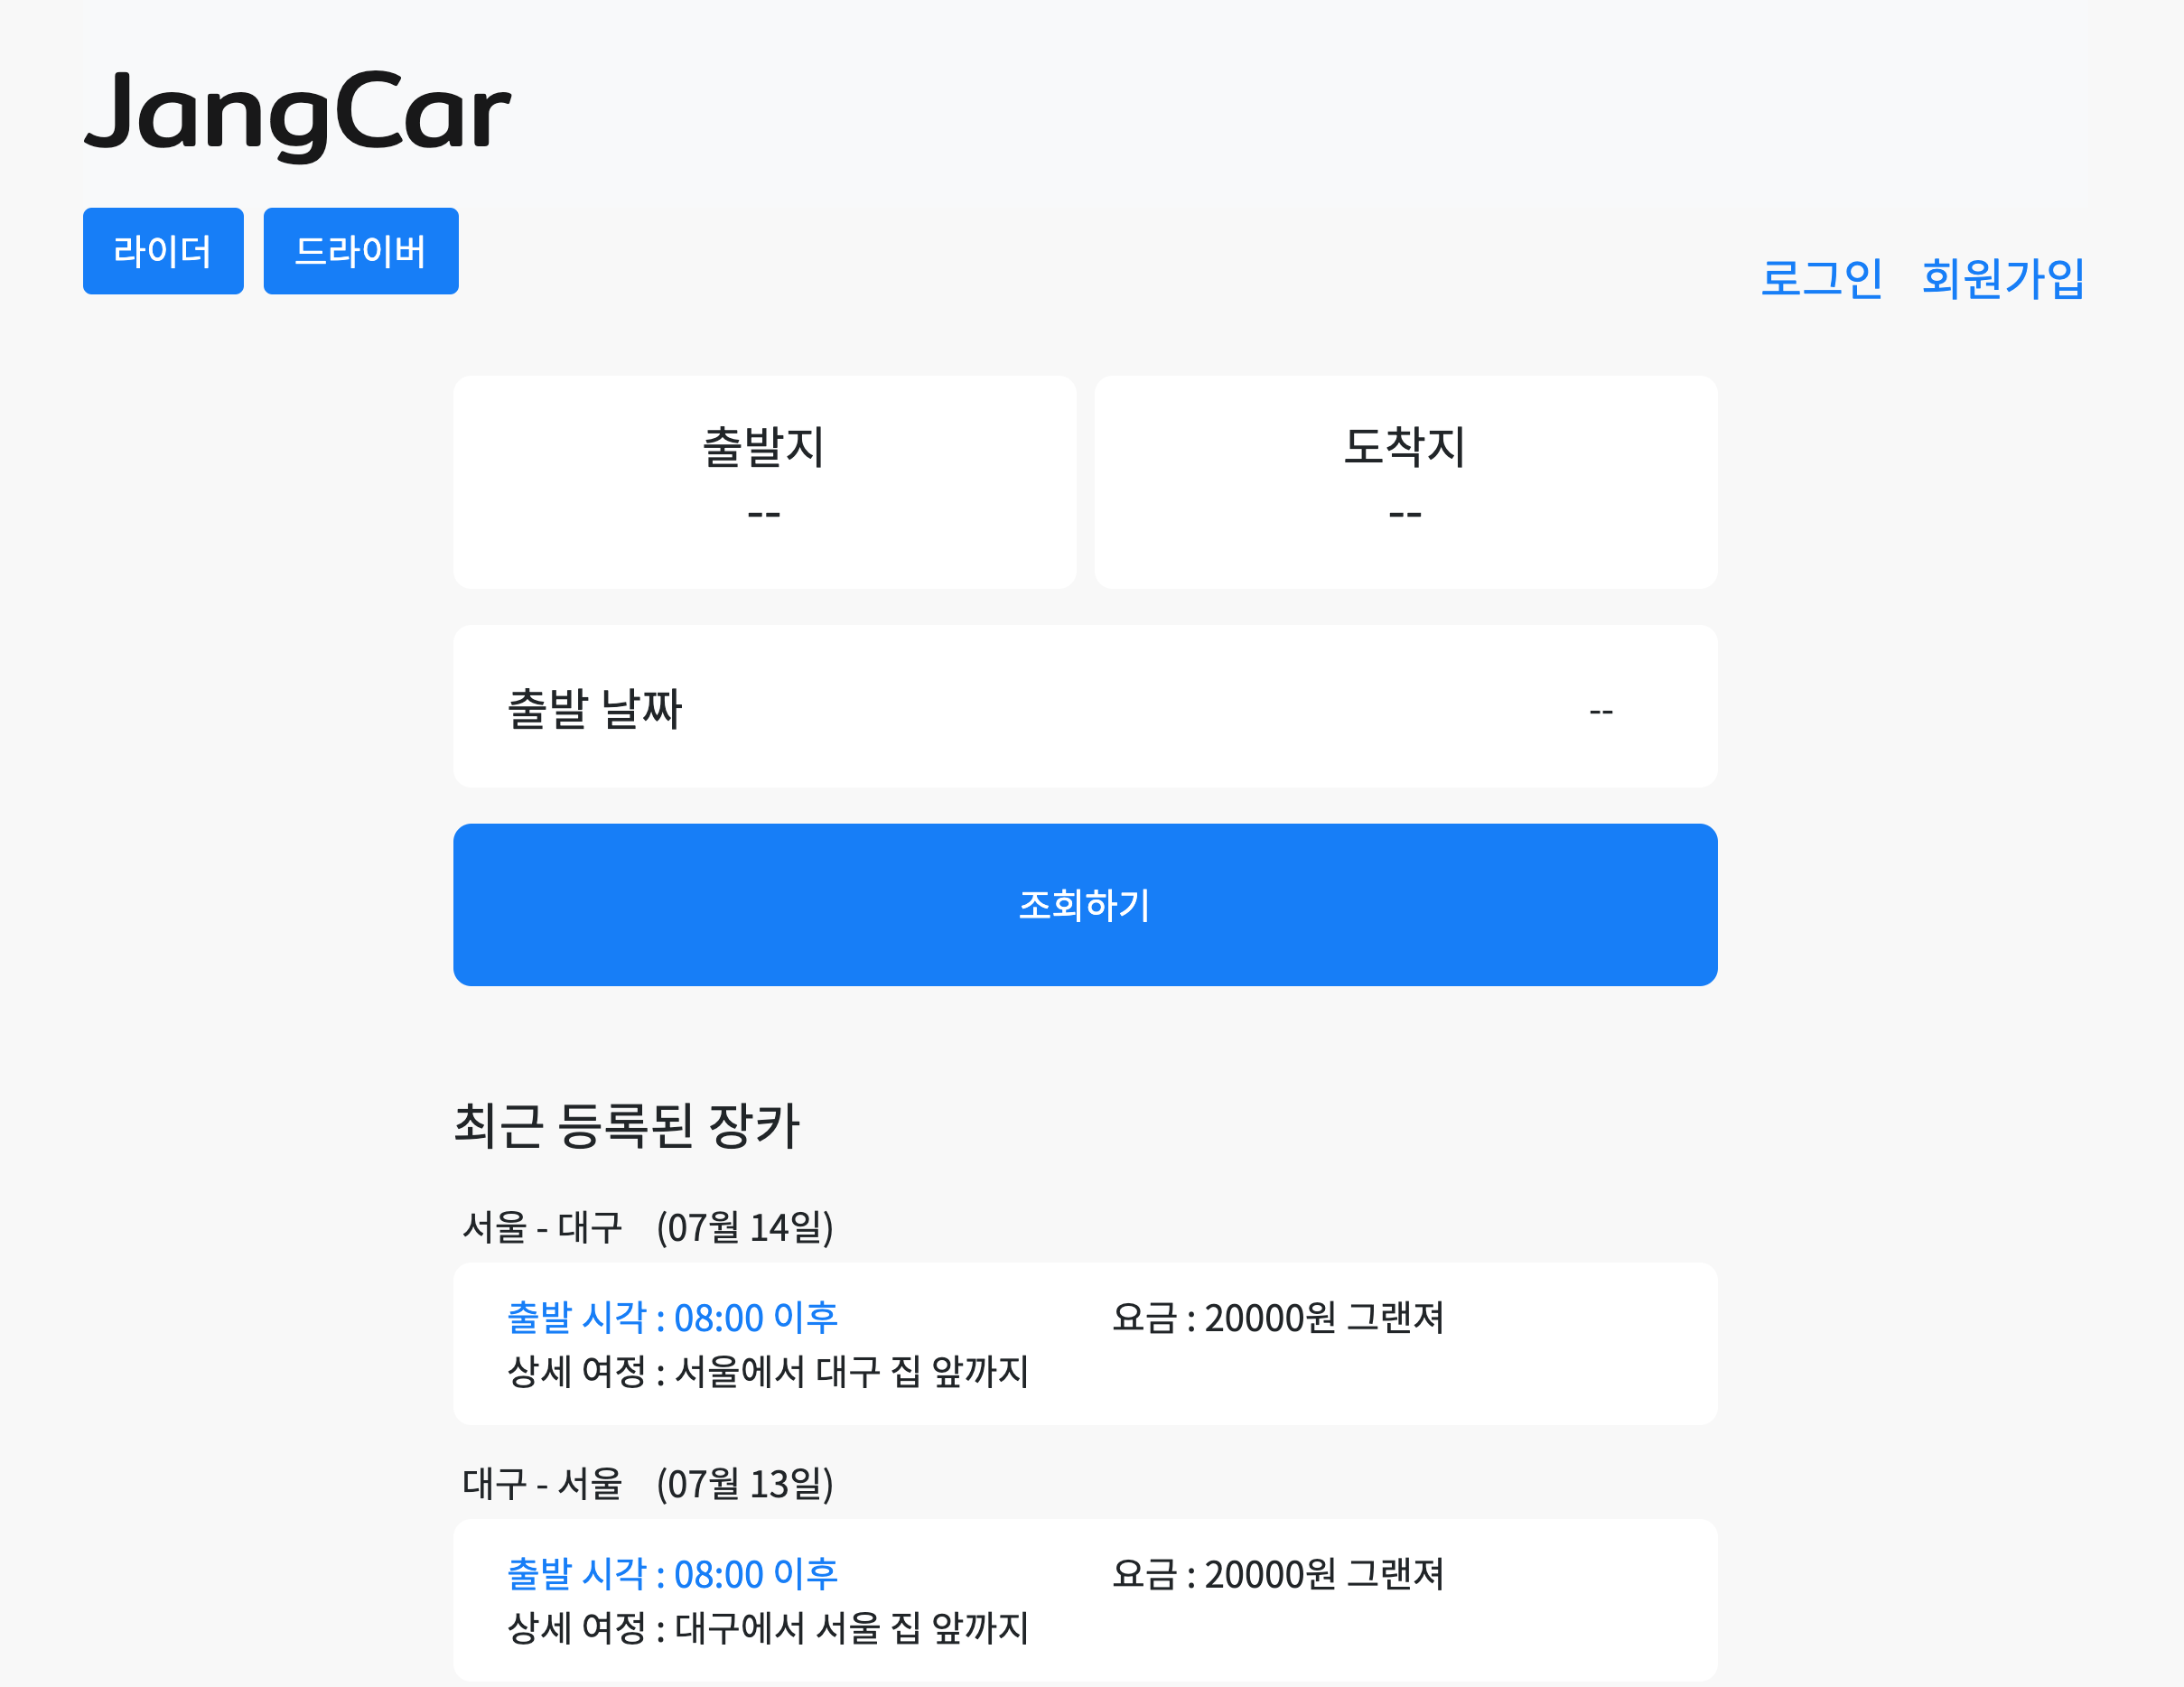 JangCar
라이더 드라이버
로그인 회원가입
출발지
--
도착지
--
출발 날짜 --
조회하기
최근 등록된 장카
서울 - 대구 (07월 14일)
출발 시각 : 08:00 이후 요금 : 20000원 그랜져
상세 여정 : 서울에서 대구 집 앞까지
대구 - 서울 (07월 13일)
출발 시각 : 08:00 이후 요금 : 20000원 그랜져
상세 여정 : 대구에서 서울 집 앞까지